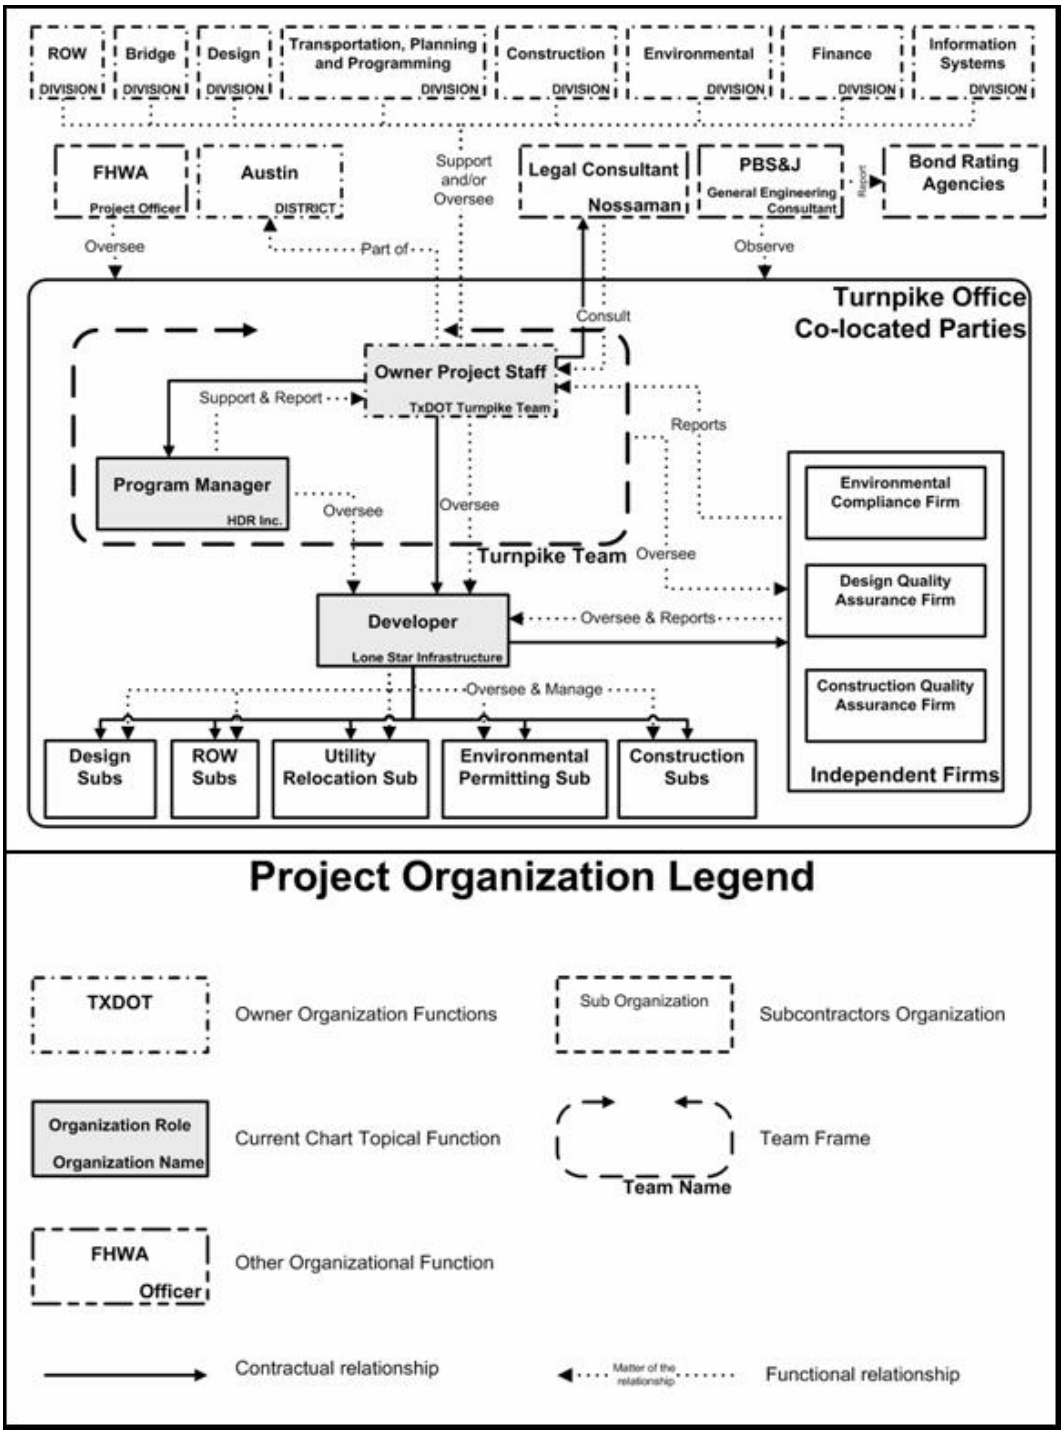 ROW
DIVISION
Bridge
DIVISION
Design
DIVISION
Transportation, Planning
and Programming
DIVISION
Construction
DIVISION
Environmental
DIVISION
Finance
DIVISION
Information
Systems
DIVISION
FHWA
Project Officer
Austin
DISTRICT
Support
and/or
Oversee
Legal Consultant
Nossaman
PBS&J
General Engineering
Consultant
Report
Bond Rating
Agencies
Oversee
Part of
Observe
Turnpike Office
Co-located Parties
Consult
Owner Project Staff
TxDOT Turnpike Team
Support & Report
Reports
Program Manager
HDR Inc.
Oversee
Oversee
Turnpike Team
Oversee
Environmental
Compliance Firm
Design Quality
Assurance Firm
Construction Quality
Assurance Firm
Independent Firms
Developer
Lone Star Infrastructure
Oversee & Reports
Oversee & Manage
Design
Subs
ROW
Subs
Utility
Relocation Sub
Environmental
Permitting Sub
Construction
Subs
Project Organization Legend
TXDOT
Owner Organization Functions
Sub Organization
Subcontractors Organization
Organization Role
Organization Name
Current Chart Topical Function
Team Frame
Team Name
FHWA
Officer
Other Organizational Function
Contractual relationship
Matter of the
relationship
Functional relationship